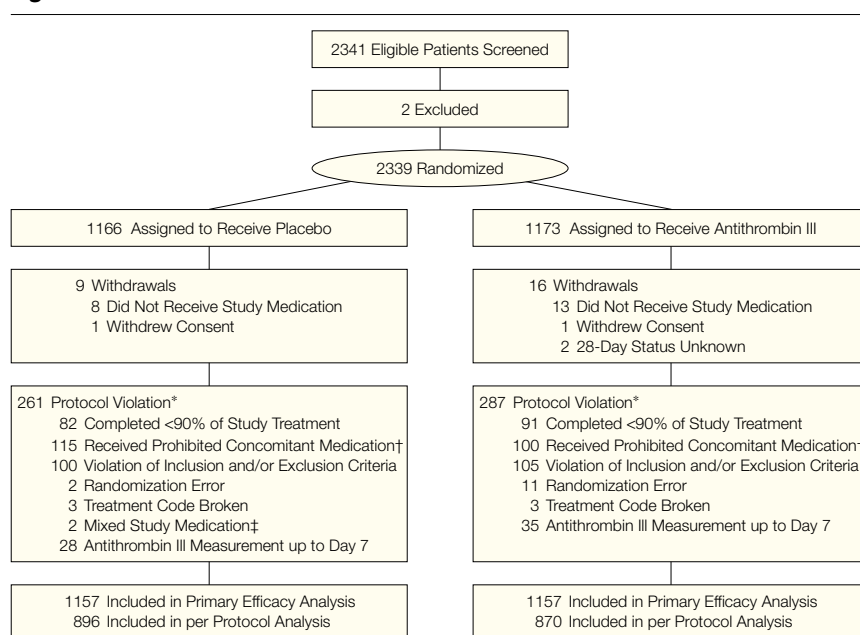 2341 Eligible Patients Screened
2 Excluded
2339 Randomized
1166 Assigned to Receive Placebo
9 Withdrawals
8 Did Not Receive Study Medication
1 Withdrew Consent
261 Protocol Violation*
82 Completed <90% of Study Treatment
115 Received Prohibited Concomitant Medication†
100 Violation of Inclusion and/or Exclusion Criteria
2 Randomization Error
3 Treatment Code Broken
2 Mixed Study Medication‡
28 Antithrombin III Measurement up to Day 7
1157 Included in Primary Efficacy Analysis
896 Included in per Protocol Analysis
1173 Assigned to Receive Antithrombin III
16 Withdrawals
13 Did Not Receive Study Medication
1 Withdrew Consent
2 28-Day Status Unknown
287 Protocol Violation*
91 Completed <90% of Study Treatment
100 Received Prohibited Concomitant Medication†
105 Violation of Inclusion and/or Exclusion Criteria
11 Randomization Error
3 Treatment Code Broken
35 Antithrombin III Measurement up to Day 7
1157 Included in Primary Efficacy Analysis
870 Included in per Protocol Analysis